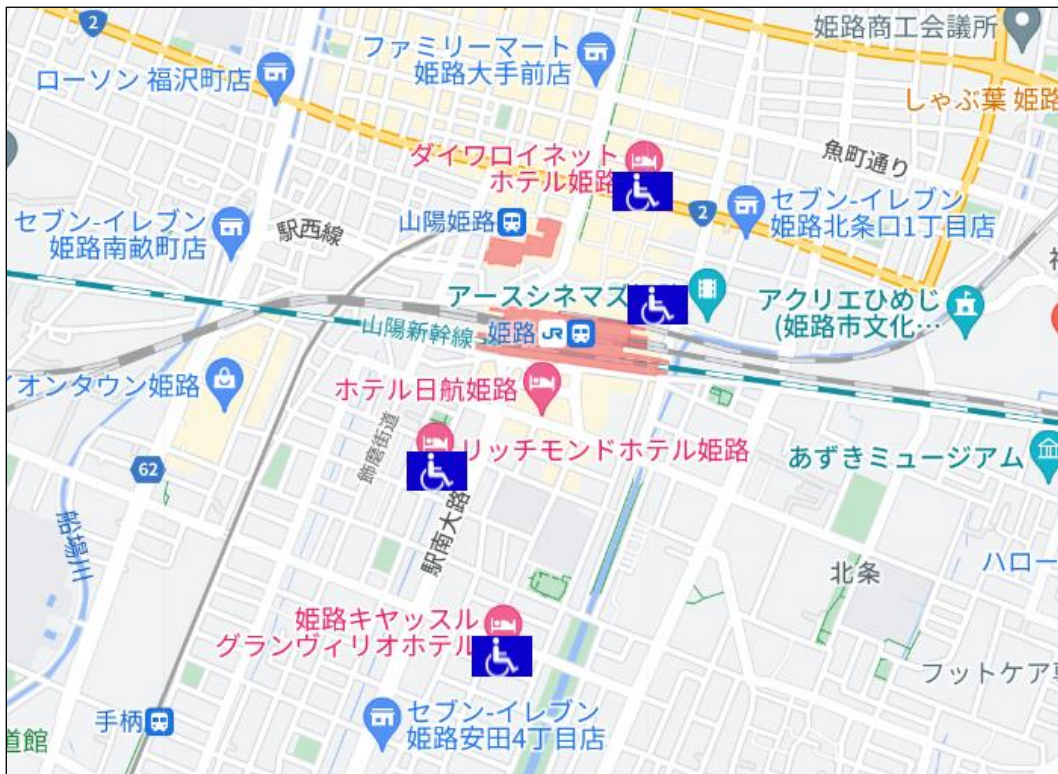 2
姫路商工会議所
ファミリーマート
姫路大手前店
ローソン 福沢町店
しゃぶ葉 姫路
魚町通り
ダイワロイネット
ホテル姫路
セブン-イレブン
姫路南畝町店
駅西線
山陽姫路
2
セブン-イレブン
姫路北条口1丁目店
アースシネマズ
アクリエひめじ
(姫路市文化…
山陽新幹線
姫路
JR
イオンタウン姫路
ホテル日航姫路
飾磨街道
リッチモンドホテル姫路
あずきミュージアム
62
船場川
駅南大路
北条
ハロー
姫路キヤッスル
グランヴィリオホテル
フットケア
手柄
セブン-イレブン
姫路安田4丁目店
道館